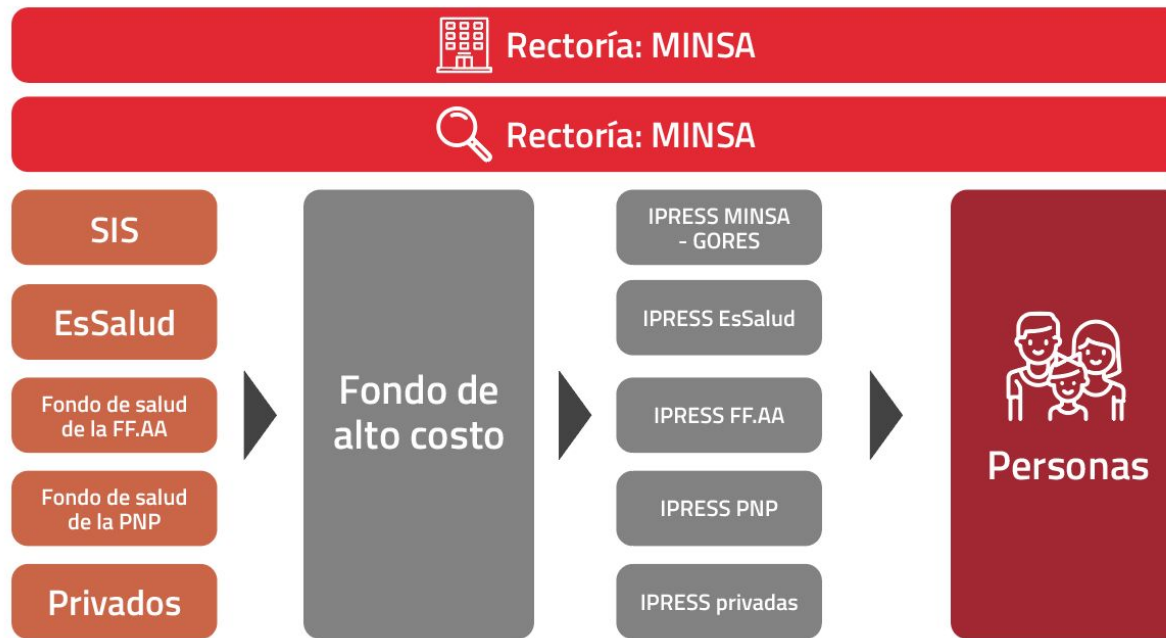 Rectoría: MINSA
Rectoría: MINSA
SIS
EsSalud
Fondo de salud
de la FF.AA
Fondo de salud
de la PNP
Privados
Fondo de
alto costo
IPRESS MINSA
- GORES
IPRESS EsSalud
IPRESS FF.AA
IPRESS PNP
IPRESS privadas
Personas